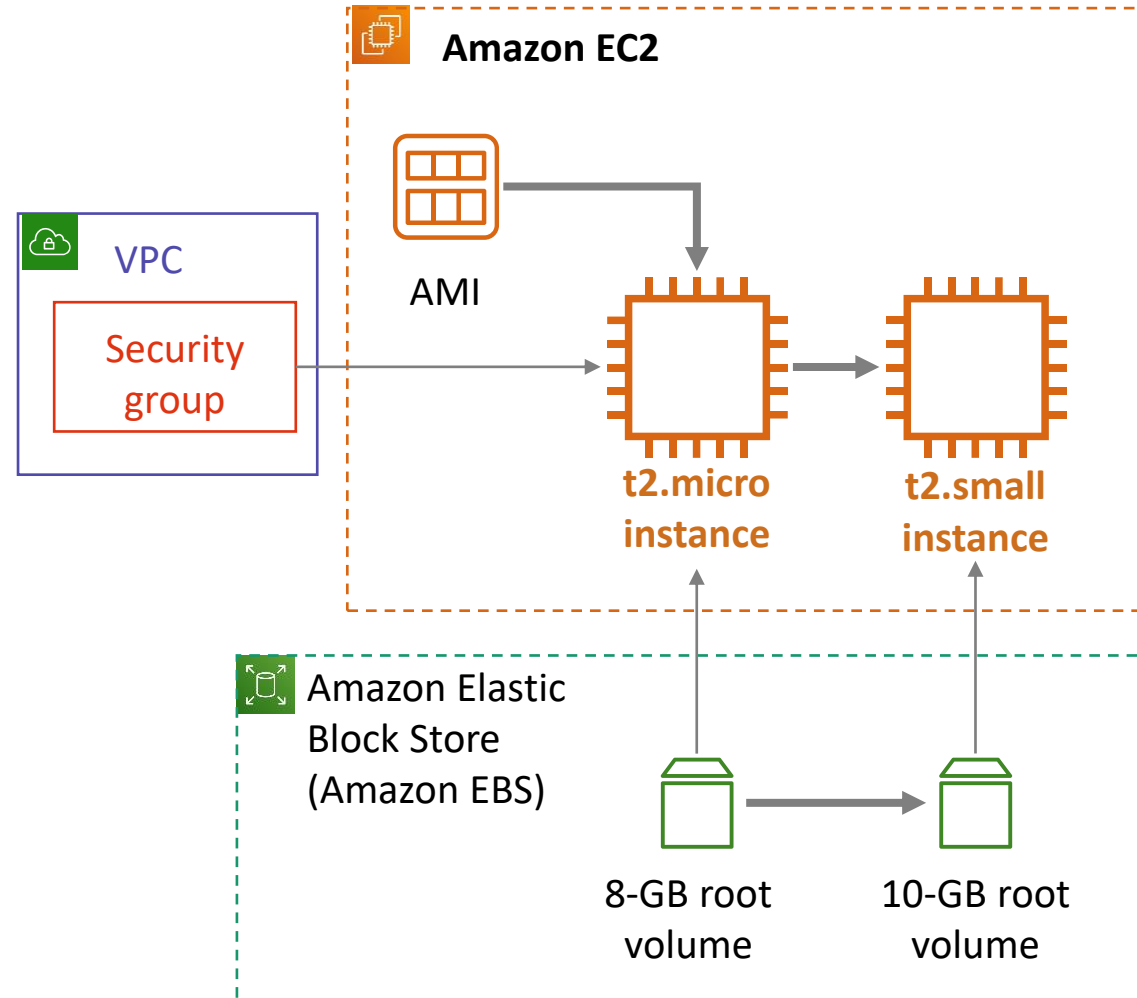 Amazon EC2
AMI
VPC
Security
group
t2.micro
instance
t2.small
instance
Amazon Elastic
Block Store
(Amazon EBS)
8-GB root
volume
10-GB root
volume